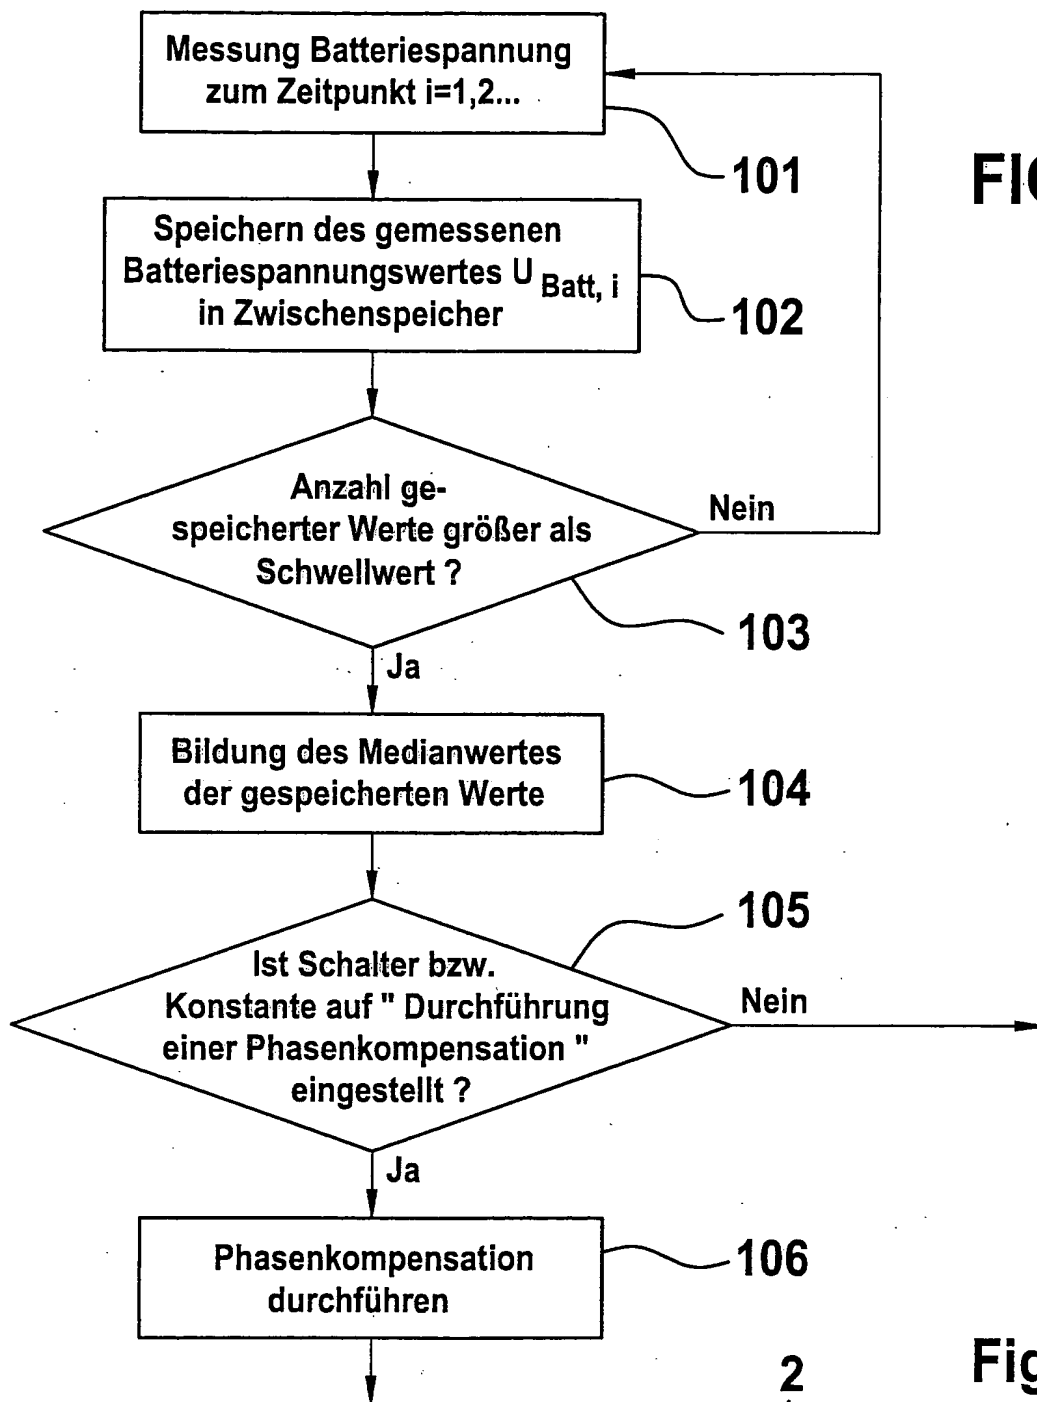 Messung Batteriespannung
zum Zeitpunkt i=1,2...
101
FIG
Speichern des gemessenen
Batteriespannungswertes U Batt, i
in Zwischenspeicher
102
Anzahl ge-
speicherter Werte größer als
Schwellwert ?
Nein
103
Ja
Bildung des Medianwertes
der gespeicherten Werte
104
105
Ist Schalter bzw.
Konstante auf " Durchführung
einer Phasenkompensation "
eingestellt ?
Nein
Ja
Phasenkompensation
durchführen
106
2
Fig